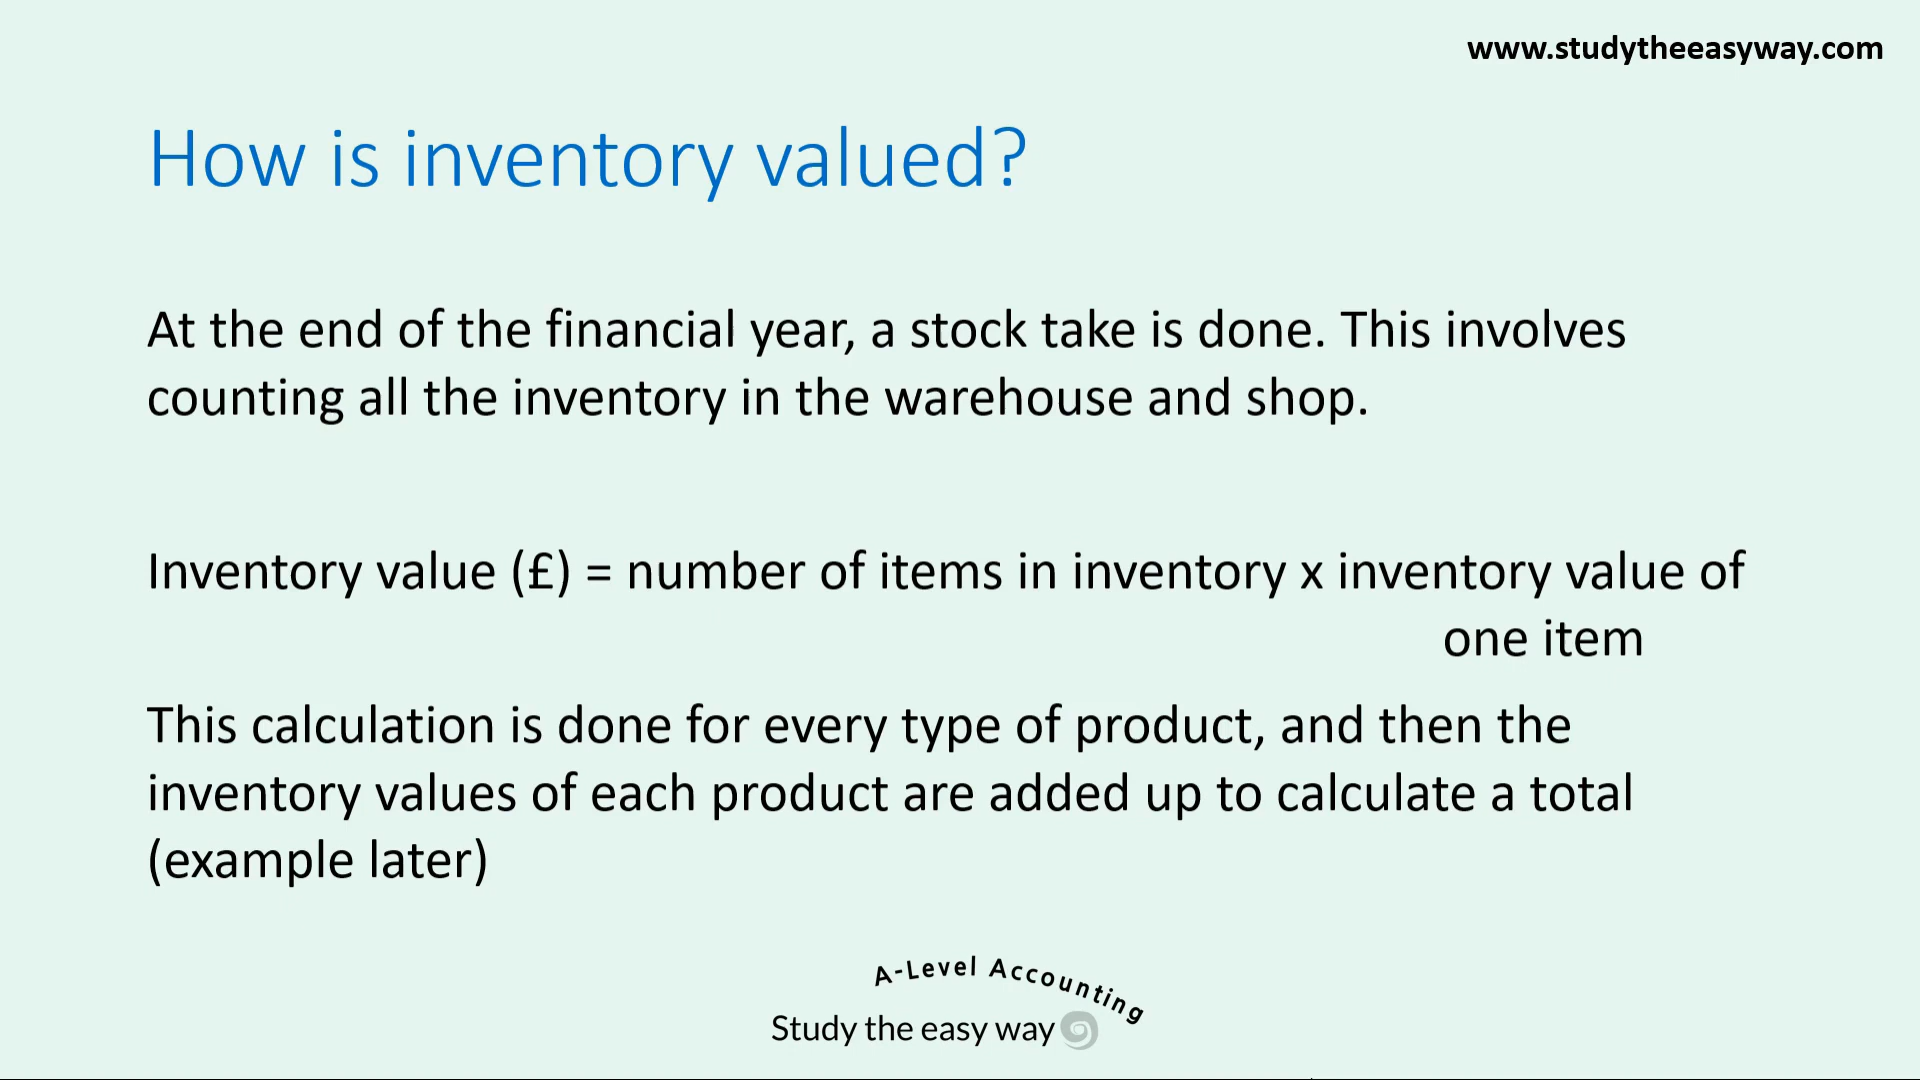 www.studytheeasyway.com
How is inventory valued?
At the end of the financial year, a stock take is done. This involves
counting all the inventory in the warehouse and shop.
Inventory value (£) = number of items in inventory x inventory value of
one item
This calculation is done for every type of product, and then the
inventory values of each product are added up to calculate a total
(example later)
A-Level Accounting
Study the easy way